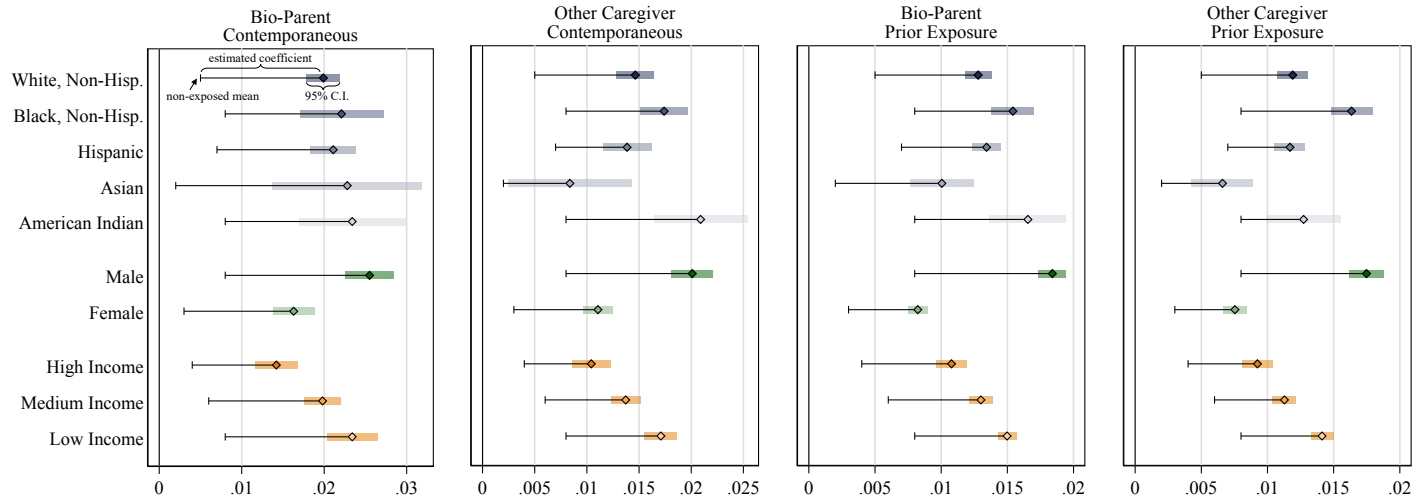 Bio-Parent
Contemporaneous
Other Caregiver
Contemporaneous
Bio-Parent
Prior Exposure
Other Caregiver
Prior Exposure
estimated coefficient
non-exposed mean
95% C.I.
White, Non-Hisp.
Black, Non-Hisp.
Hispanic
Asian
American Indian
Male
Female
High Income
Medium Income
Low Income
0 .01 .02 .03
0 .005 .01 .015 .02 .025
0 .005 .01 .015 .02
0 .005 .01 .015 .02